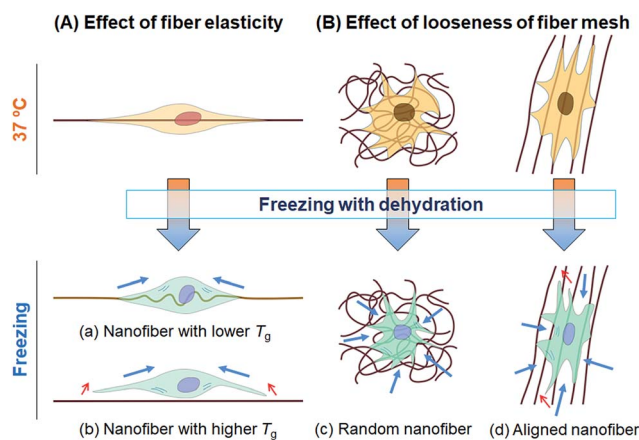 (A) Effect of fiber elasticity
(B) Effect of looseness of fiber mesh
37 ºC
Freezing with dehydration
Freezing
(a) Nanofiber with lower Tg
(b) Nanofiber with higher Tg
(c) Random nanofiber
(d) Aligned nanofiber